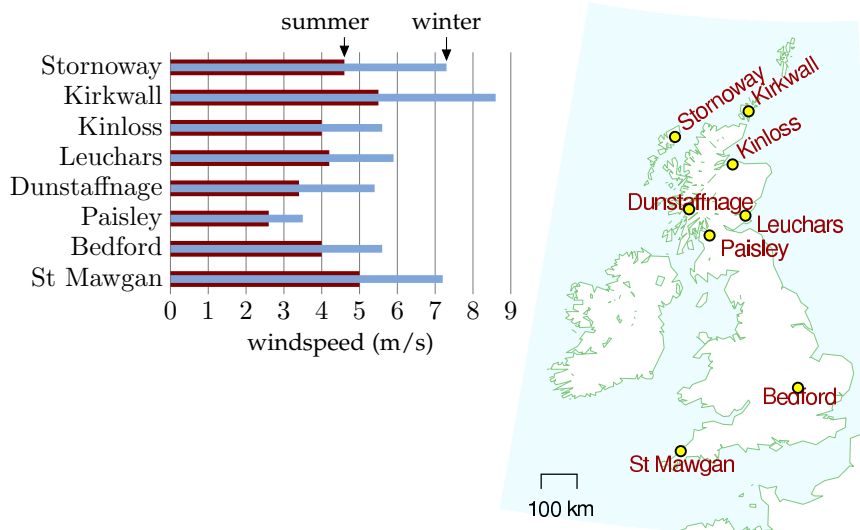 summer winter
Stornoway
Kirkwall
Kinloss
Leuchars
Dunstaffnage
Paisley
Bedford
St Mawgan
0 1 2 3 4 5 6 7 8 9
windspeed (m/s)
Stornoway
Kirkwall
Kinloss
Dunstaffnage
Leuchars
Paisley
Bedford
St Mawgan
100 km